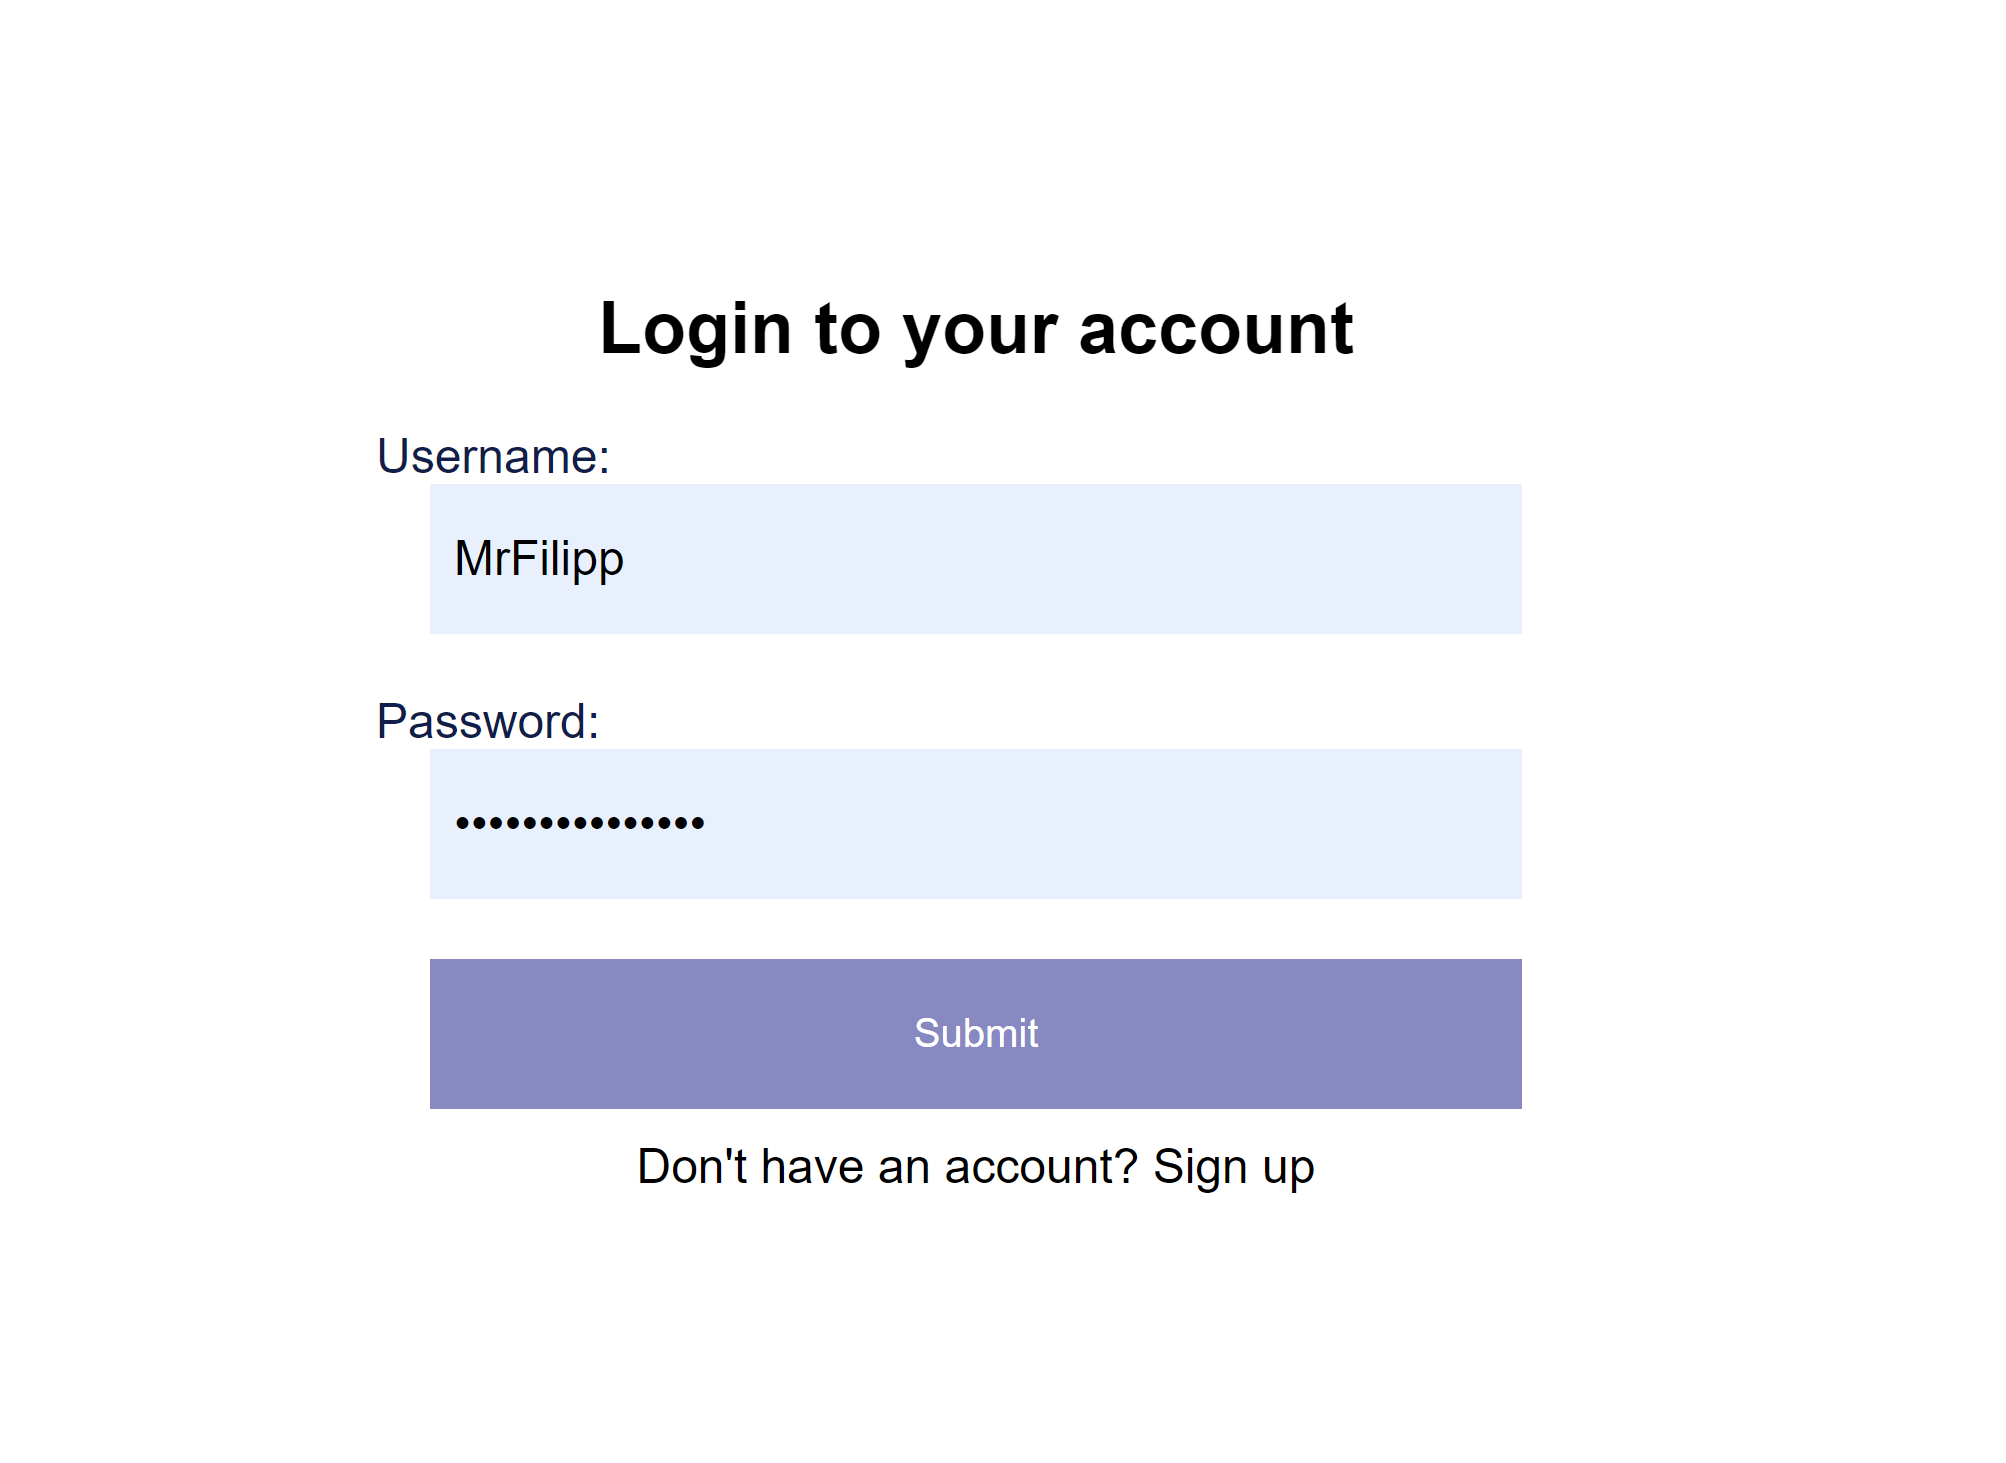 Login to your account
Username:
MrFilipp
Password:
•••••••••••••••
Submit
Don't have an account? Sign up